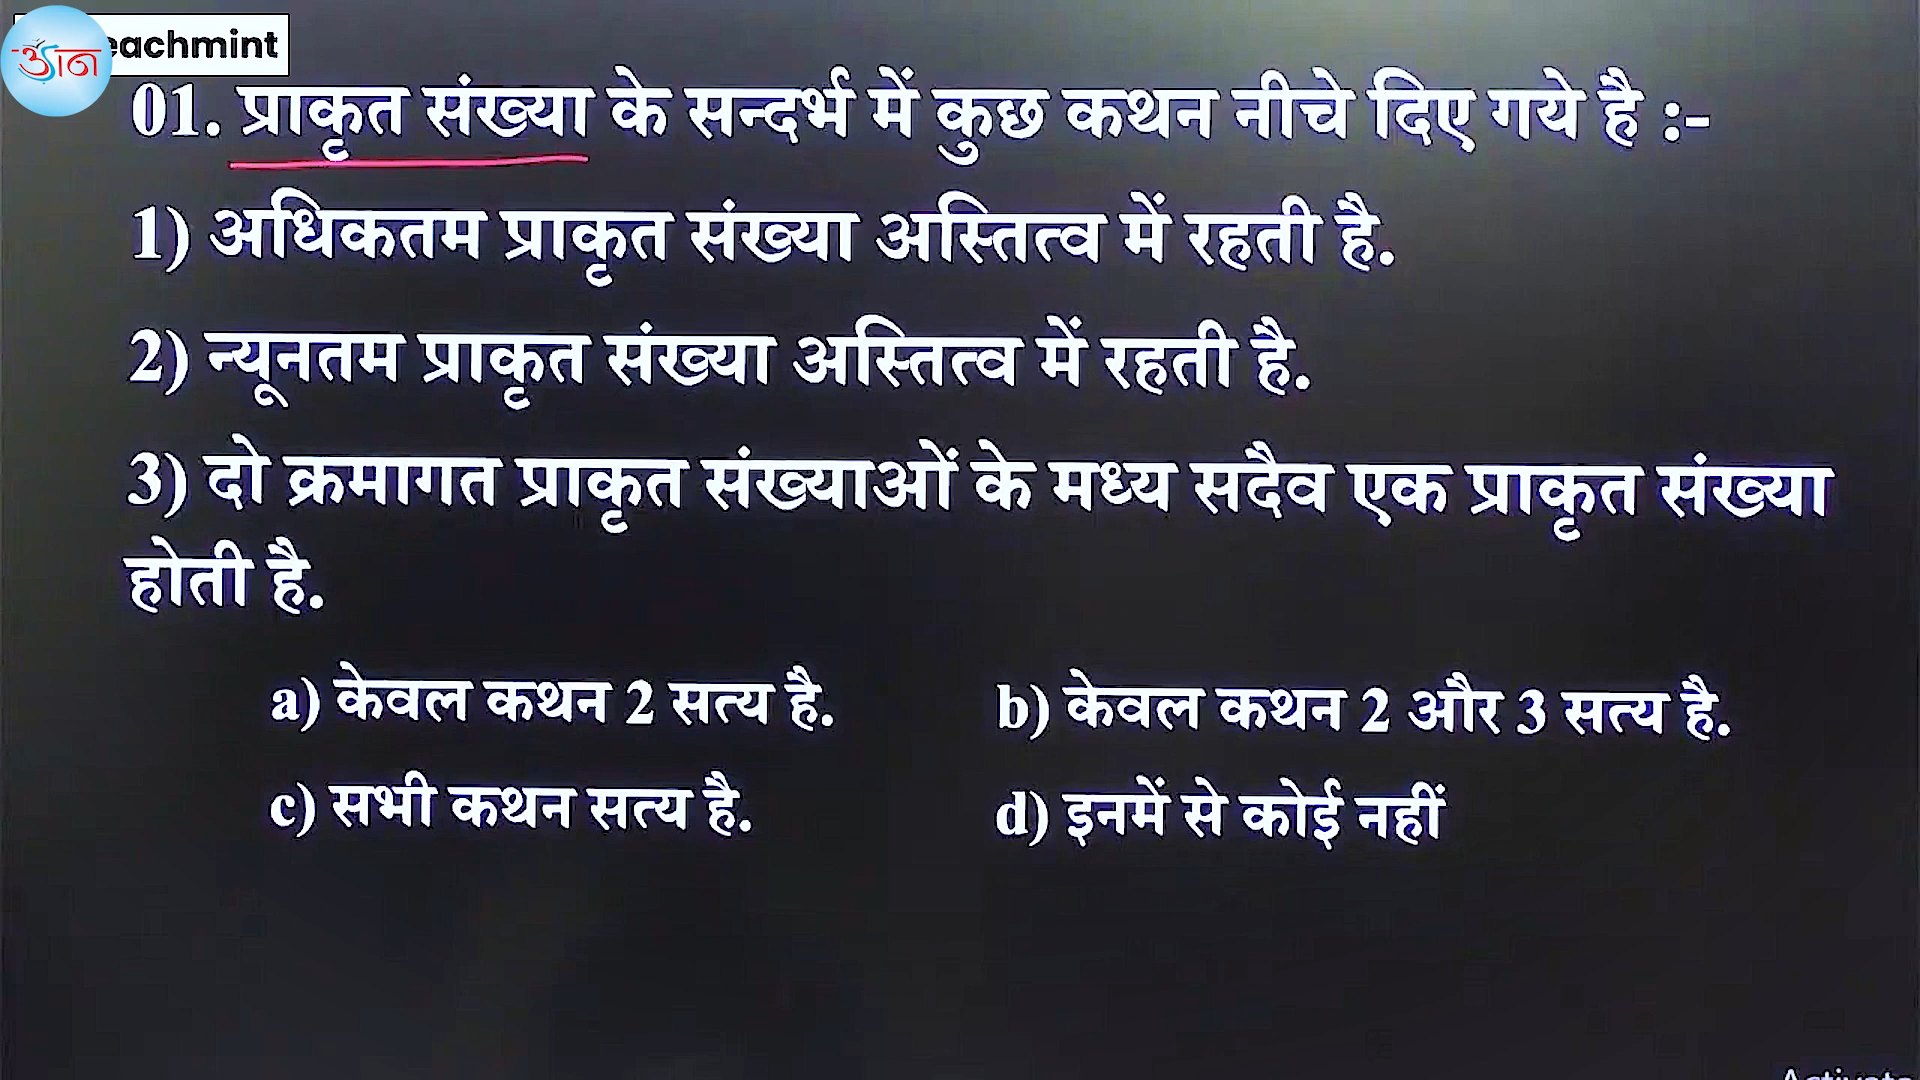 eachmint
ज्ञान
01. प्राकृत संख्या के सन्दर्भ में कुछ कथन नीचे दिए गये है :-
1) अधिकतम प्राकृत संख्या अस्तित्व में रहती है.
2) न्यूनतम प्राकृत संख्या अस्तित्व में रहती है.
3) दो क्रमागत प्राकृत संख्याओं के मध्य सदैव एक प्राकृत संख्या
होती है.
a) केवल कथन 2 सत्य है.
b) केवल कथन 2 और 3 सत्य है.
c) सभी कथन सत्य है.
d) इनमें से कोई नहीं